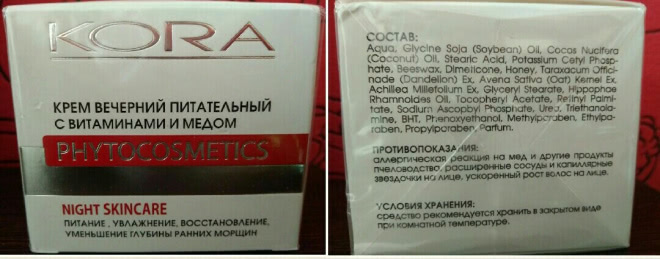 KORA
КРЕМ ВЕЧЕРНИЙ ПИТАТЕЛЬНЫЙ
С ВИТАМИНАМИ И МЕДОМ
PHYTOCOSMETICS
NIGHT SKINCARE
ПИТАНИЕ, УВЛАЖНЕНИЕ, ВОССТАНОВЛЕНИЕ,
УМЕНЬШЕНИЕ ГЛУБИНЫ РАННИХ МОРЩИН
СОСТАВ:
Aqua, Glycine Soja (Soybean) Oil, Cocos Nucifera
(Coconut) Oil, Stearic Acid, Potassium Cetyl Phosp-
hate, Beeswax, Dimeticone, Honey, Taraxacum Offici-
nade (Dandelion) Ex, Avena Sativa (Oat) Kernel Ex,
Achillea Millefolium Ex, Glyceryl Stearate, Hippophae
Rhamnoides Oil, Tocopheryl Acetate, Retinyl Palmi-
tate, Sodium Ascorbyl Phosphate, Urea, Triethanola-
mine, BHT, Phenoxyethanol, Methylparaben, Ethylpa-
raben, Propylparaben, Parfum.
ПРОТИВОПОКАЗАНИЯ:
аллергическая реакция на мед и другие продукты
пчеловодства, расширенные сосуды и капиллярные
звездочки на лице, ускоренный рост волос на лице.
УСЛОВИЯ ХРАНЕНИЯ:
средство рекомендуется хранить в закрытом виде
при комнатной температуре.